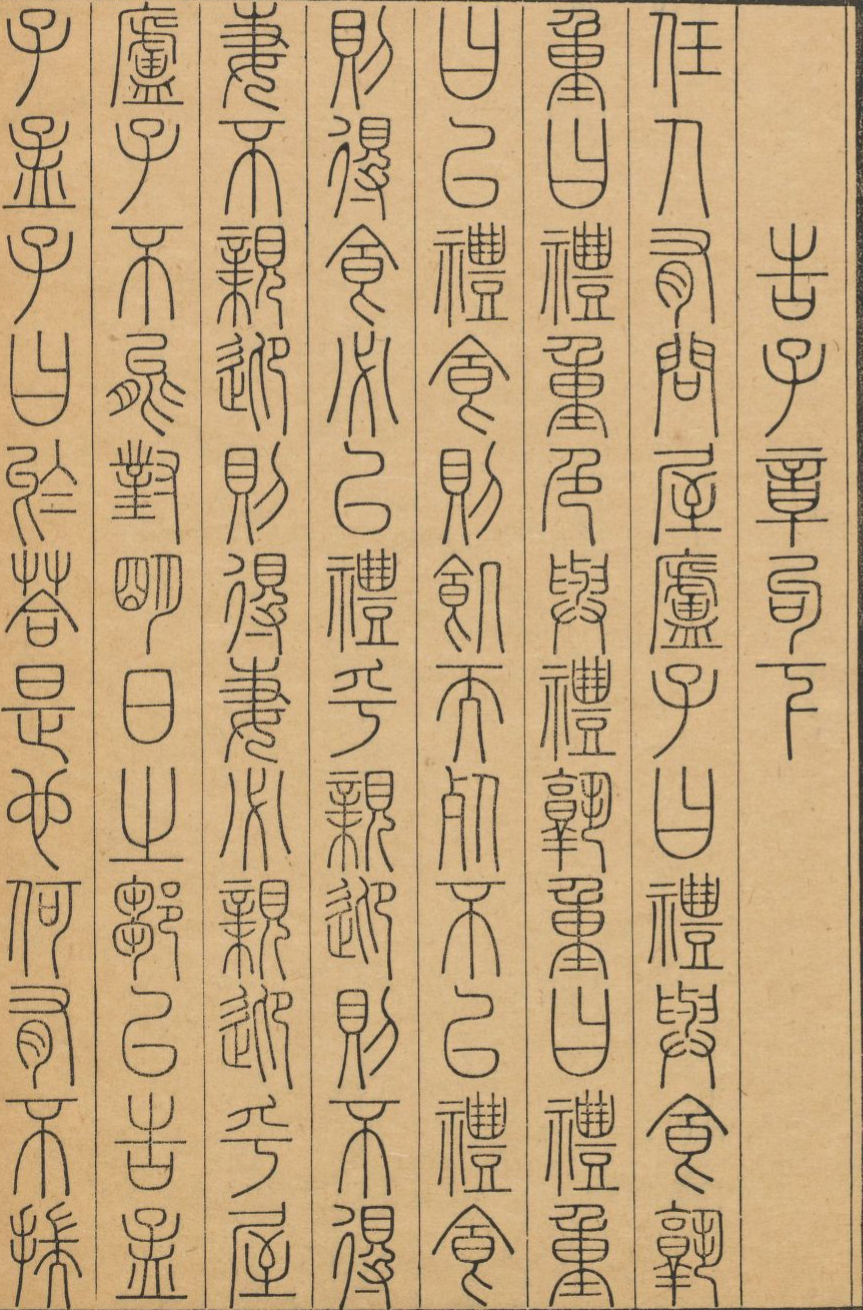 告子章句下
任人有問屋廬子曰禮與食孰
重曰禮重色與禮孰重曰禮重
曰㠯禮食則飢而死不㠯禮食
則得食必㠯禮乎親迎則不得
妻不親迎則得妻必親迎乎屋
廬子不能對明日之鄒㠯告孟
子孟子曰於荅是也何有不揣